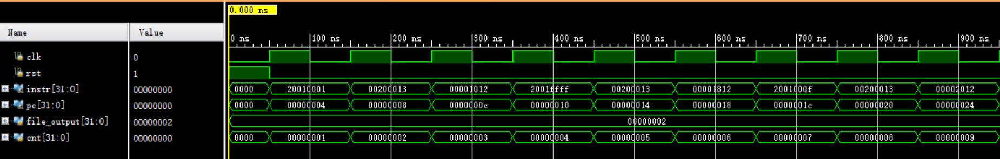 0.000 ns
Name Value
0 ns 100 ns 200 ns 300 ns 400 ns 500 ns 600 ns 700 ns 800 ns 900 ns
clk 0
rst 1
instr[31:0] 00000000 0000 20010001 00200013 00001012 2001ffff 00200013 00001812 2001000f 00200013 00002012
pc[31:0] 00000000 0000 00000004 00000008 0000000c 00000010 00000014 00000018 0000001c 00000020 00000024
file_output[31:0] 00000002 00000002
cnt[31:0] 00000000 0000 00000001 00000002 00000003 00000004 00000005 00000006 00000007 00000008 00000009